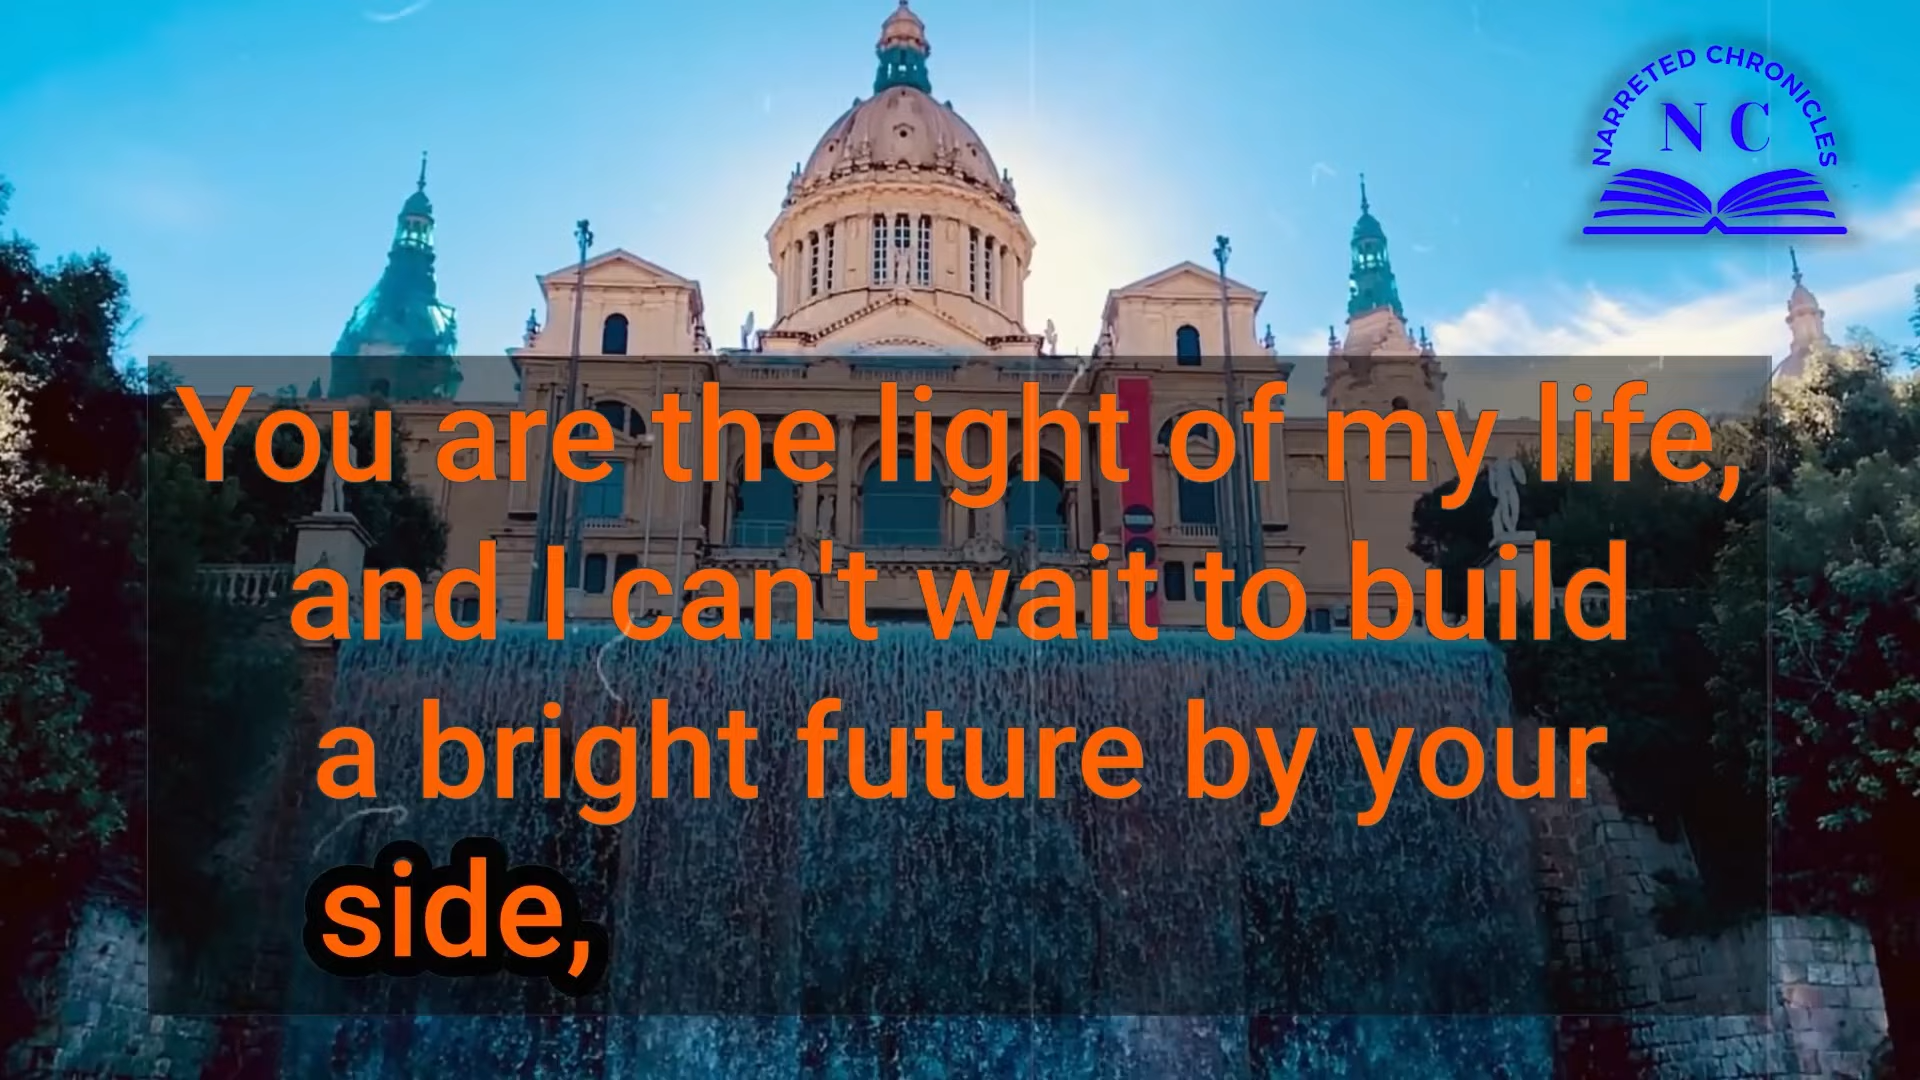 NARRETED CHRONICLES
N C
You are the light of my life,
and I can't wait to build
a bright future by your
side,